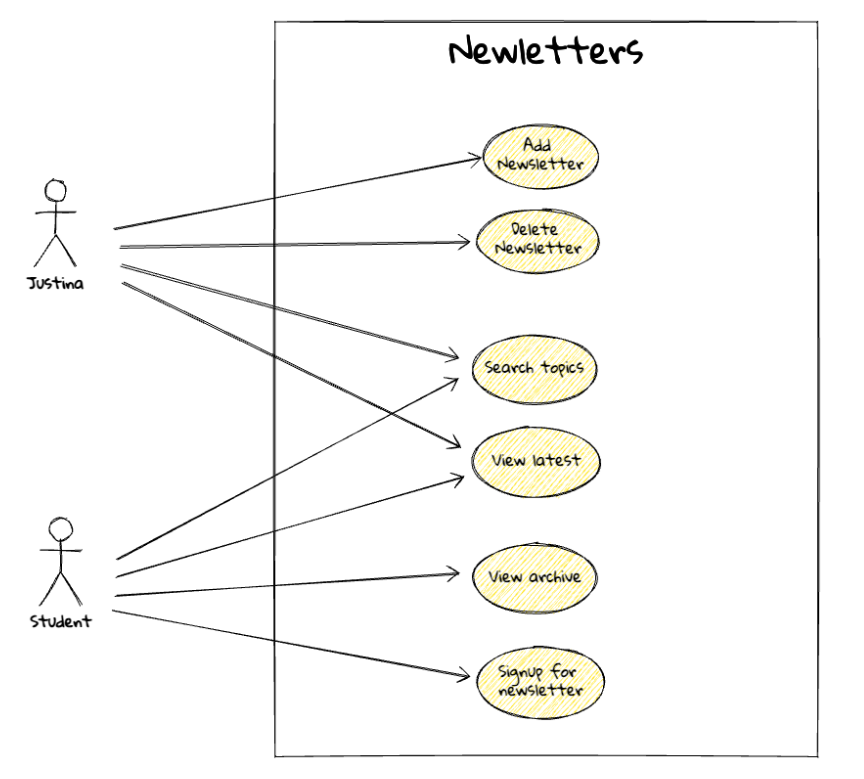 Newletters
Add
Newsletter
Delete
Newsletter
Justina
Search topics
View latest
View archive
Student
Signup for
newsletter